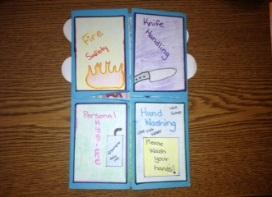 Fire
Safety
Knife
Handling
Personal
Hygiene
Hand
Washing
Please
Wash
your
hands!